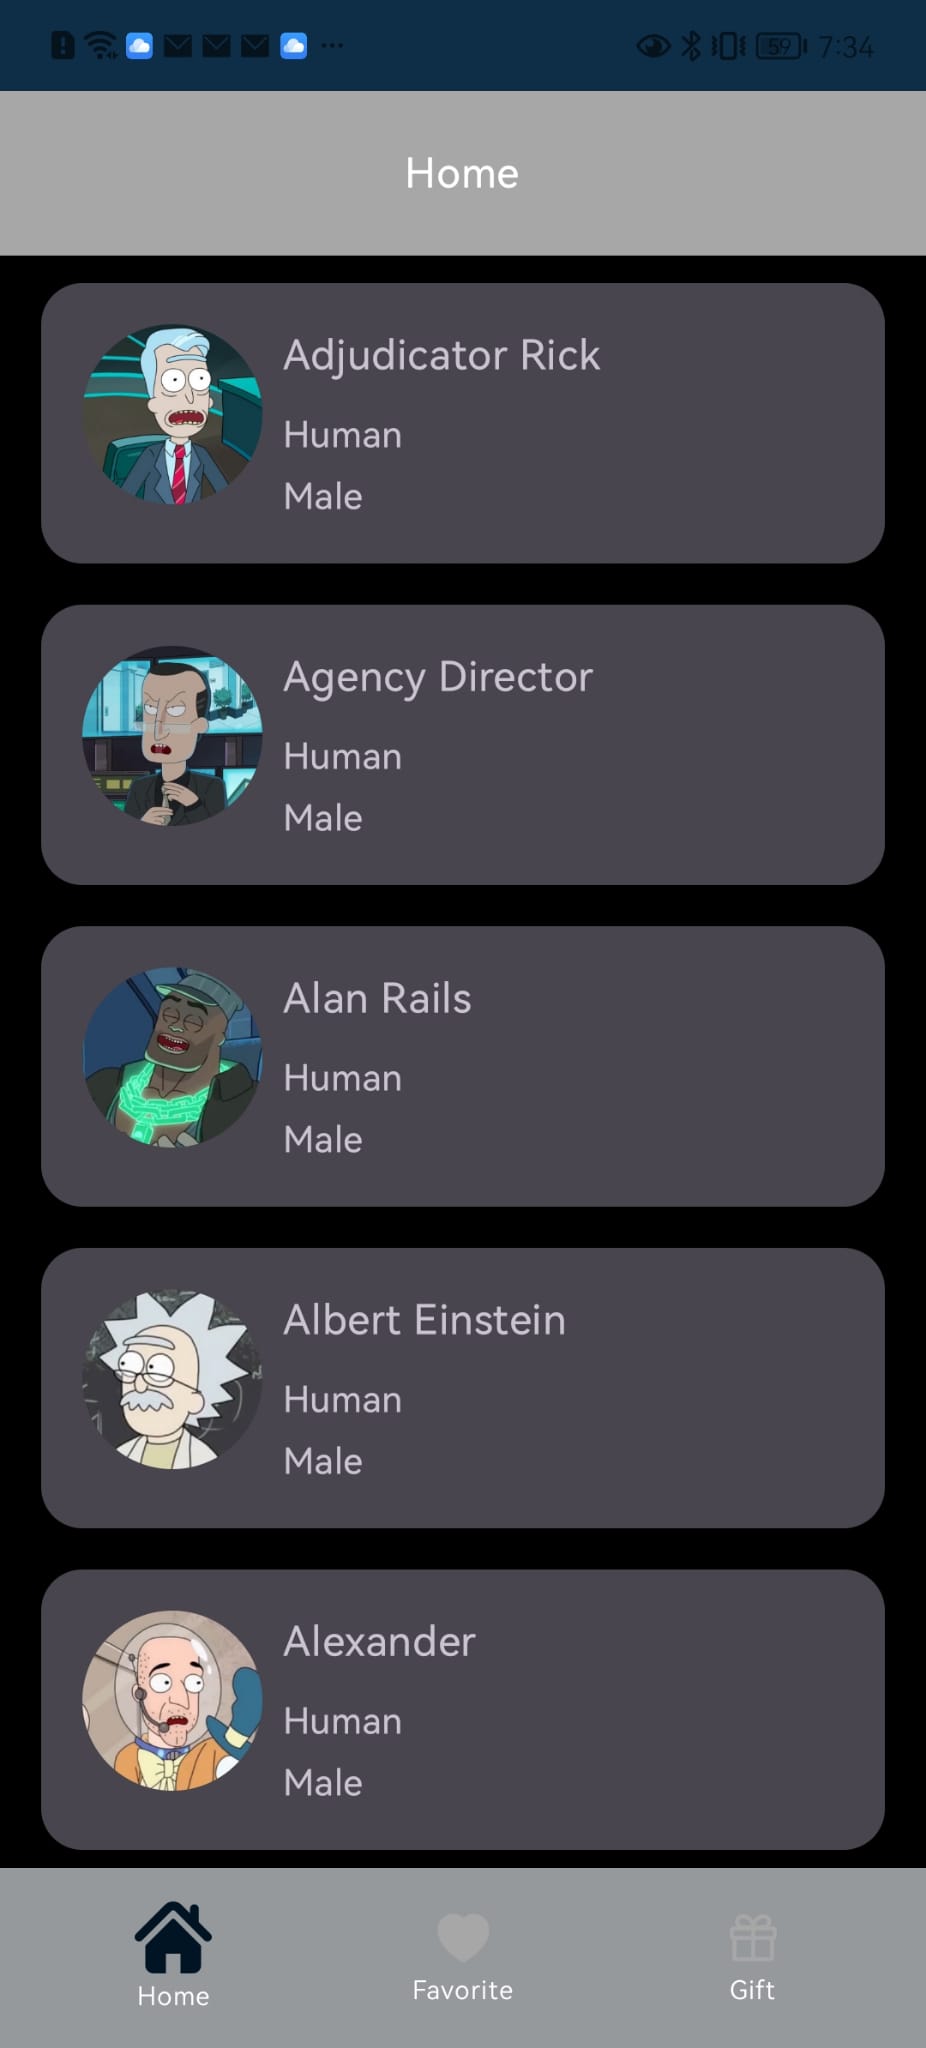 59 7:34
Home
Adjudicator Rick
Human
Male
Agency Director
Human
Male
Alan Rails
Human
Male
Albert Einstein
Human
Male
Alexander
Human
Male
Home Favorite Gift